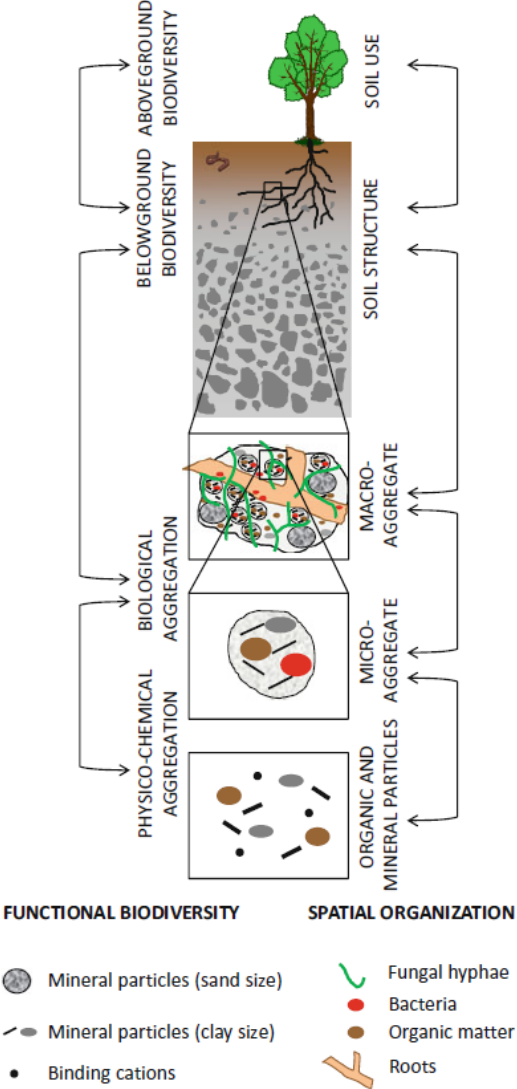 ABOVEGROUND
BIODIVERSITY
SOIL USE
BELOWGROUND
BIODIVERSITY
SOIL STRUCTURE
MACRO-
AGGREGATE
BIOLOGICAL
AGGREGATION
MICRO-
AGGREGATE
PHYSICO-CHEMICAL
AGGREGATION
ORGANIC AND
MINERAL PARTICLES
FUNCTIONAL BIODIVERSITY
SPATIAL ORGANIZATION
Mineral particles (sand size)
Mineral particles (clay size)
Binding cations
Fungal hyphae
Bacteria
Organic matter
Roots